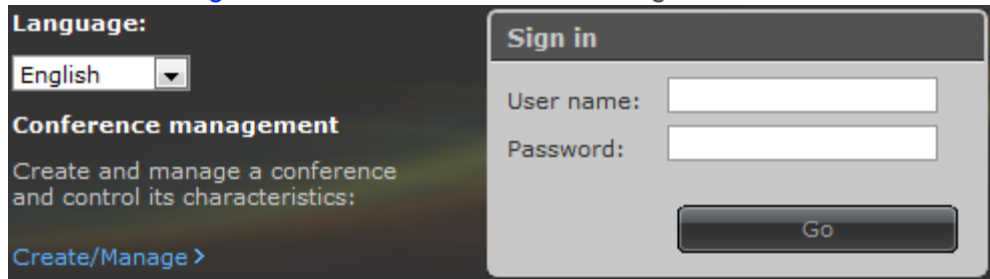 Language:
English
Conference management
Create and manage a conference
and control its characteristics:
Create/Manage >
Sign in
User name:
Password:
Go